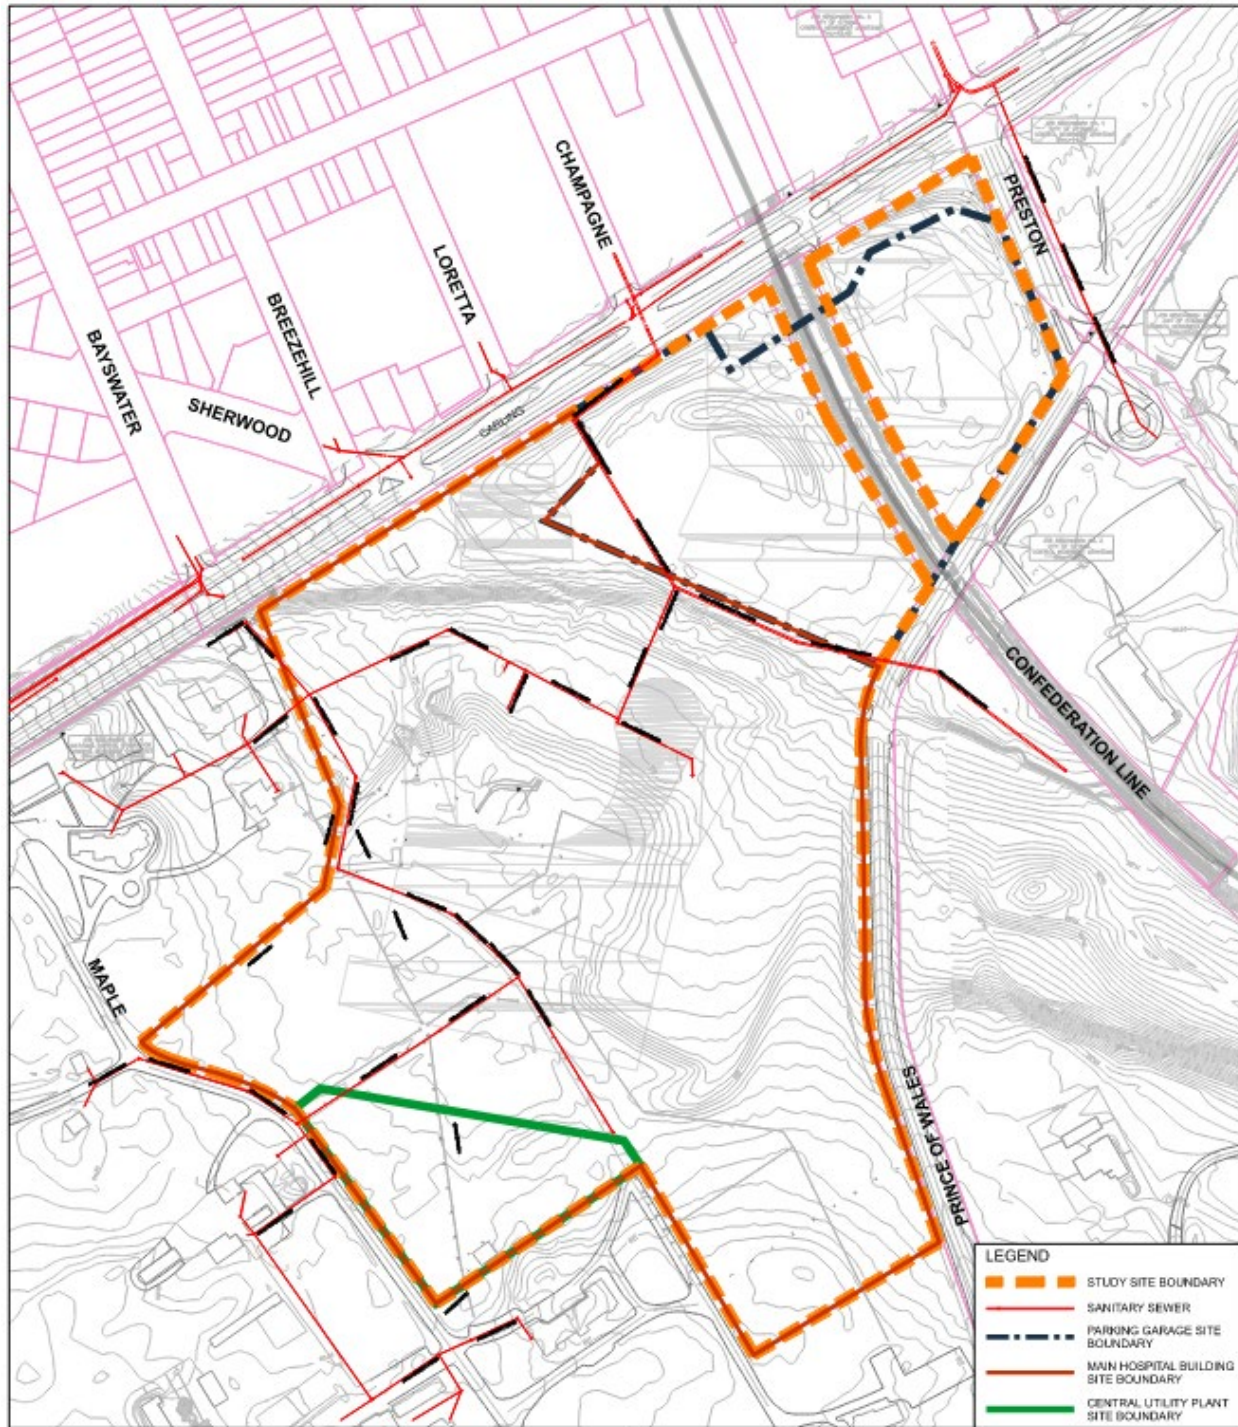 CHAMPAGNE
PRESTON
LORETTA
BREEZEHILL
BAYSWATER
SHERWOOD
CARLING
CONFEDERATION LINE
MAPLE
PRINCE OF WALES
LEGEND
STUDY SITE BOUNDARY
SANITARY SEWER
PARKING GARAGE SITE
BOUNDARY
MAIN HOSPITAL BUILDING
SITE BOUNDARY
CENTRAL UTILITY PLANT
SITE BOUNDARY